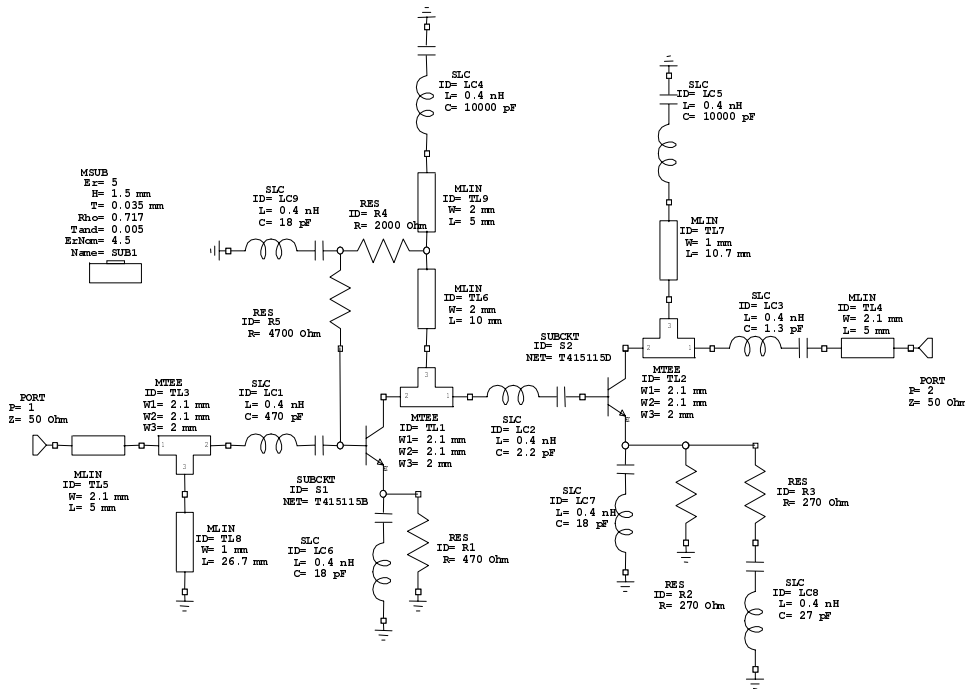 SLC
ID= LC4
L= 0.4 nH
C= 10000 pF
SLC
ID= LC5
L= 0.4 nH
C= 10000 pF
MSUB
Er= 5
H= 1.5 mm
T= 0.035 mm
Rho= 0.717
Tand= 0.005
ErNom= 4.5
Name= SUB1
SLC
ID= LC9
L= 0.4 nH
C= 18 pF
RES
ID= R4
R= 2000 Ohm
MLIN
ID= TL9
W= 2 mm
L= 5 mm
MLIN
ID= TL7
W= 1 mm
L= 10.7 mm
MLIN
ID= TL6
W= 2 mm
L= 10 mm
RES
ID= R5
R= 4700 Ohm
SLC
ID= LC3
L= 0.4 nH
C= 1.3 pF
MLIN
ID= TL4
W= 2.1 mm
L= 5 mm
SUBCKT
ID= S2
NET= T415115D
3
2
1
3
2
1
MTEE
ID= TL2
W1= 2.1 mm
W2= 2.1 mm
W3= 2 mm
PORT
P= 2
Z= 50 Ohm
PORT
P= 1
Z= 50 Ohm
MTEE
ID= TL3
W1= 2.1 mm
W2= 2.1 mm
W3= 2 mm
SLC
ID= LC1
L= 0.4 nH
C= 470 pF
MTEE
ID= TL1
W1= 2.1 mm
W2= 2.1 mm
W3= 2 mm
SLC
ID= LC2
L= 0.4 nH
C= 2.2 pF
1
2
3
MLIN
ID= TL5
W= 2.1 mm
L= 5 mm
SUBCKT
ID= S1
NET= T415115B
E
E
MLIN
ID= TL8
W= 1 mm
L= 26.7 mm
SLC
ID= LC6
L= 0.4 nH
C= 18 pF
RES
ID= R1
R= 470 Ohm
SLC
ID= LC7
L= 0.4 nH
C= 18 pF
RES
ID= R3
R= 270 Ohm
RES
ID= R2
R= 270 Ohm
SLC
ID= LC8
L= 0.4 nH
C= 27 pF